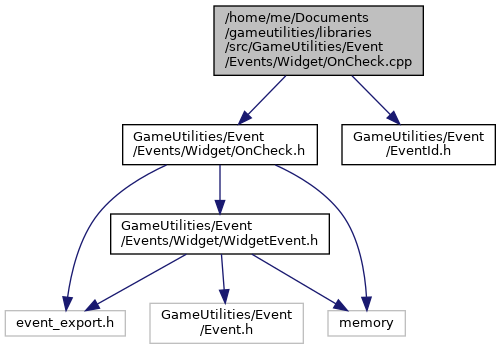 /home/me/Documents
/gameutilities/libraries
/src/GameUtilities/Event
/Events/Widget/OnCheck.cpp
GameUtilities/Event
/Events/Widget/OnCheck.h
GameUtilities/Event
/EventId.h
GameUtilities/Event
/Events/Widget/WidgetEvent.h
event_export.h
GameUtilities/Event
/Event.h
memory